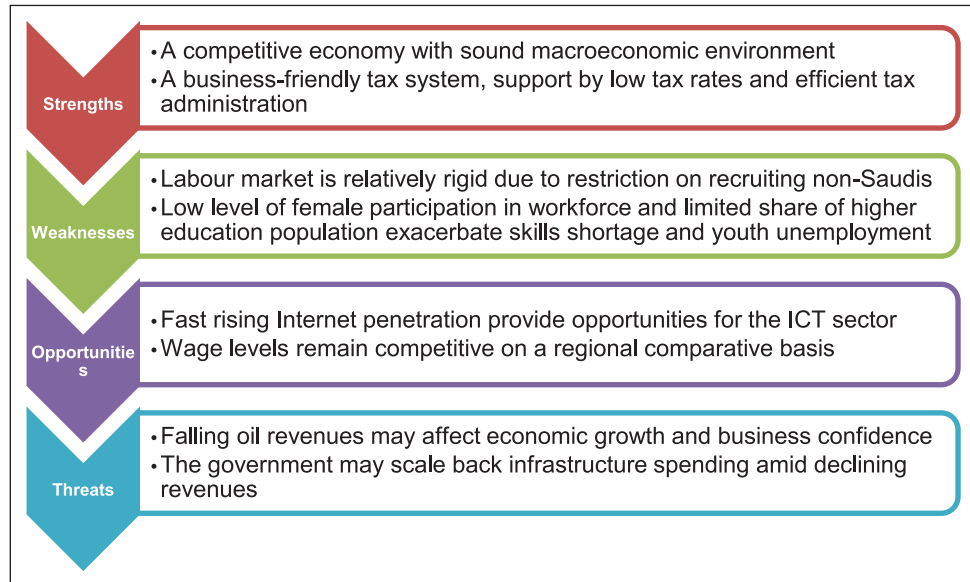 Strengths
• A competitive economy with sound macroeconomic environment
• A business-friendly tax system, support by low tax rates and efficient tax
administration
Weaknesses
• Labour market is relatively rigid due to restriction on recruiting non-Saudis
• Low level of female participation in workforce and limited share of higher
education population exacerbate skills shortage and youth unemployment
Opportunitie
s
• Fast rising Internet penetration provide opportunities for the ICT sector
• Wage levels remain competitive on a regional comparative basis
Threats
• Falling oil revenues may affect economic growth and business confidence
• The government may scale back infrastructure spending amid declining
revenues